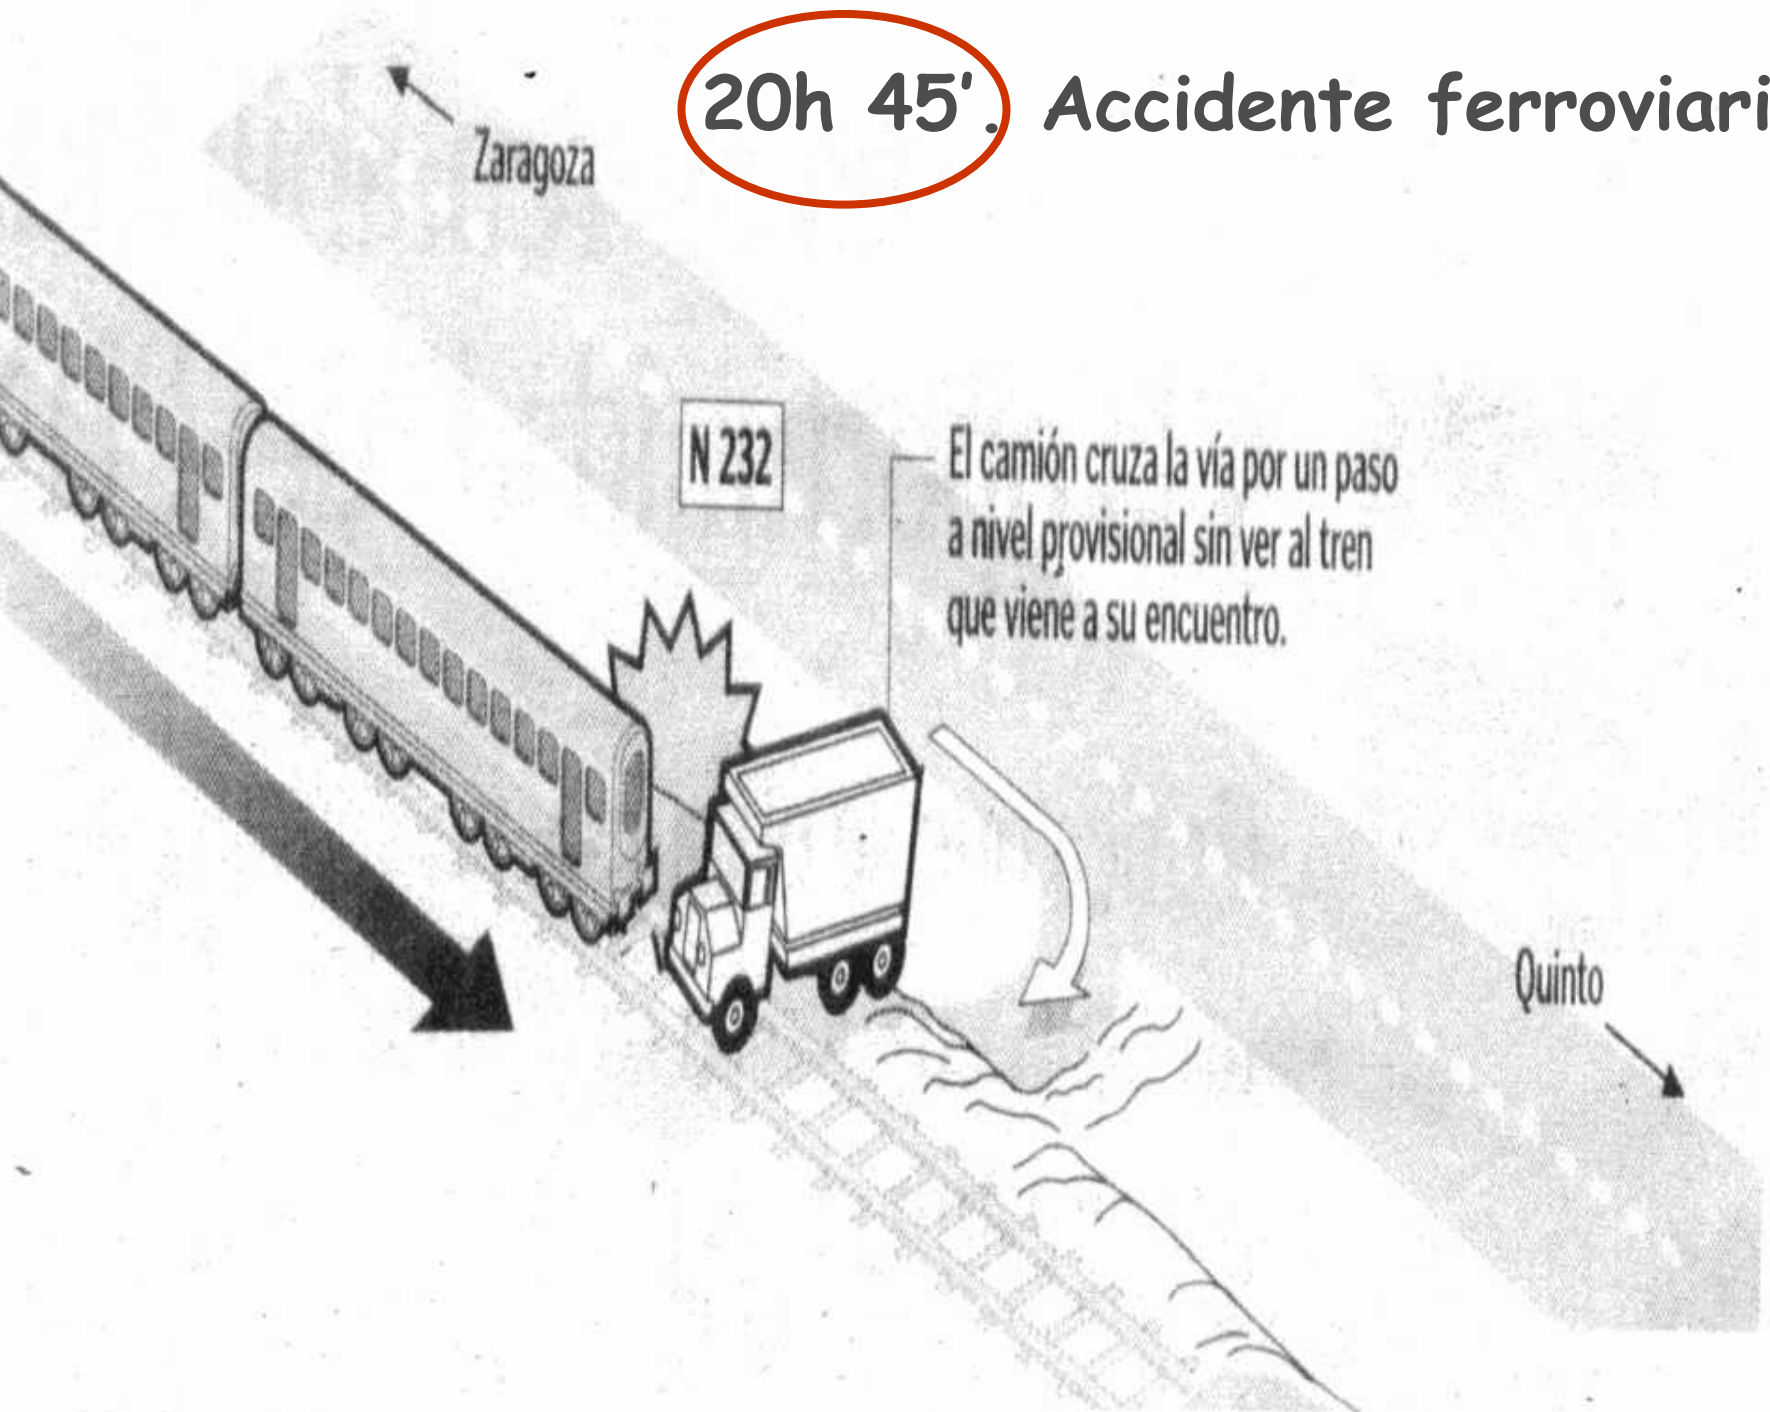 20h 45'. Accidente ferroviari
Zaragoza
N 232
El camión cruza la vía por un paso
a nivel provisional sin ver al tren
que viene a su encuentro.
Quinto